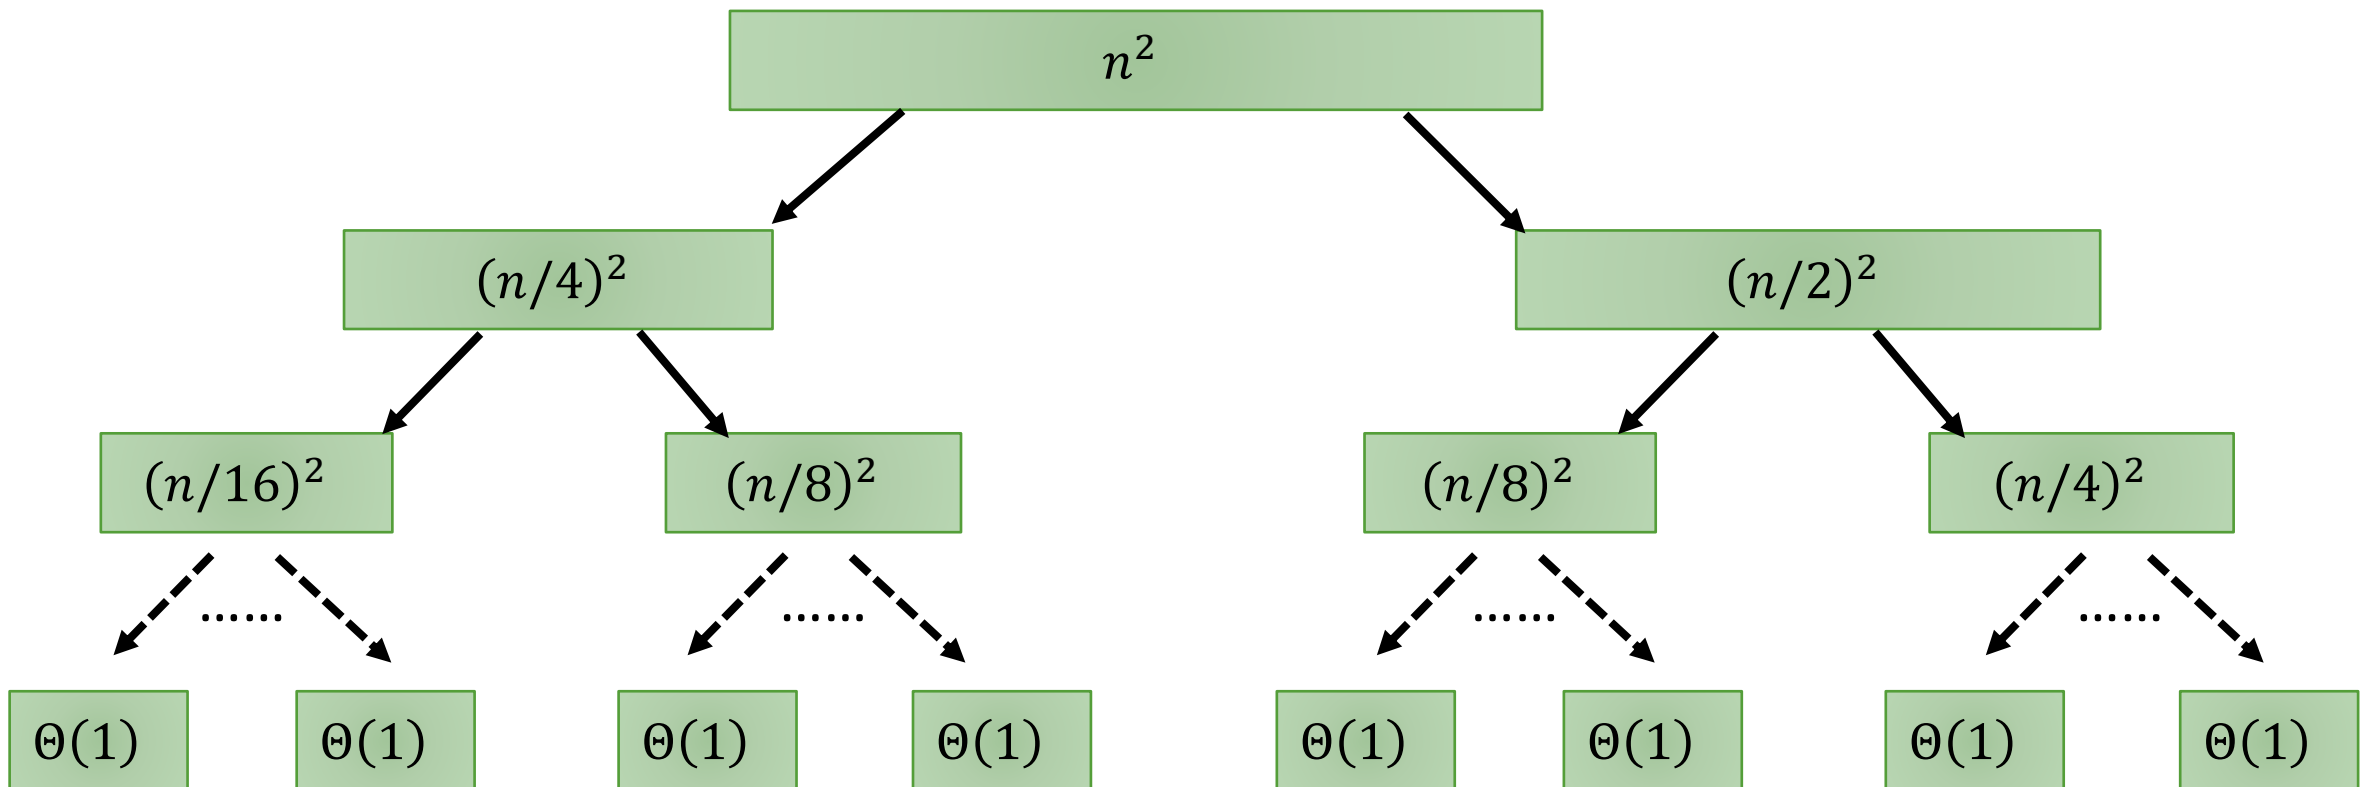 n²
(n/4)² (n/2)²
(n/16)² (n/8)² (n/8)² (n/4)²
…… …… …… ……
Θ(1) Θ(1) Θ(1) Θ(1) Θ(1) Θ(1) Θ(1) Θ(1)